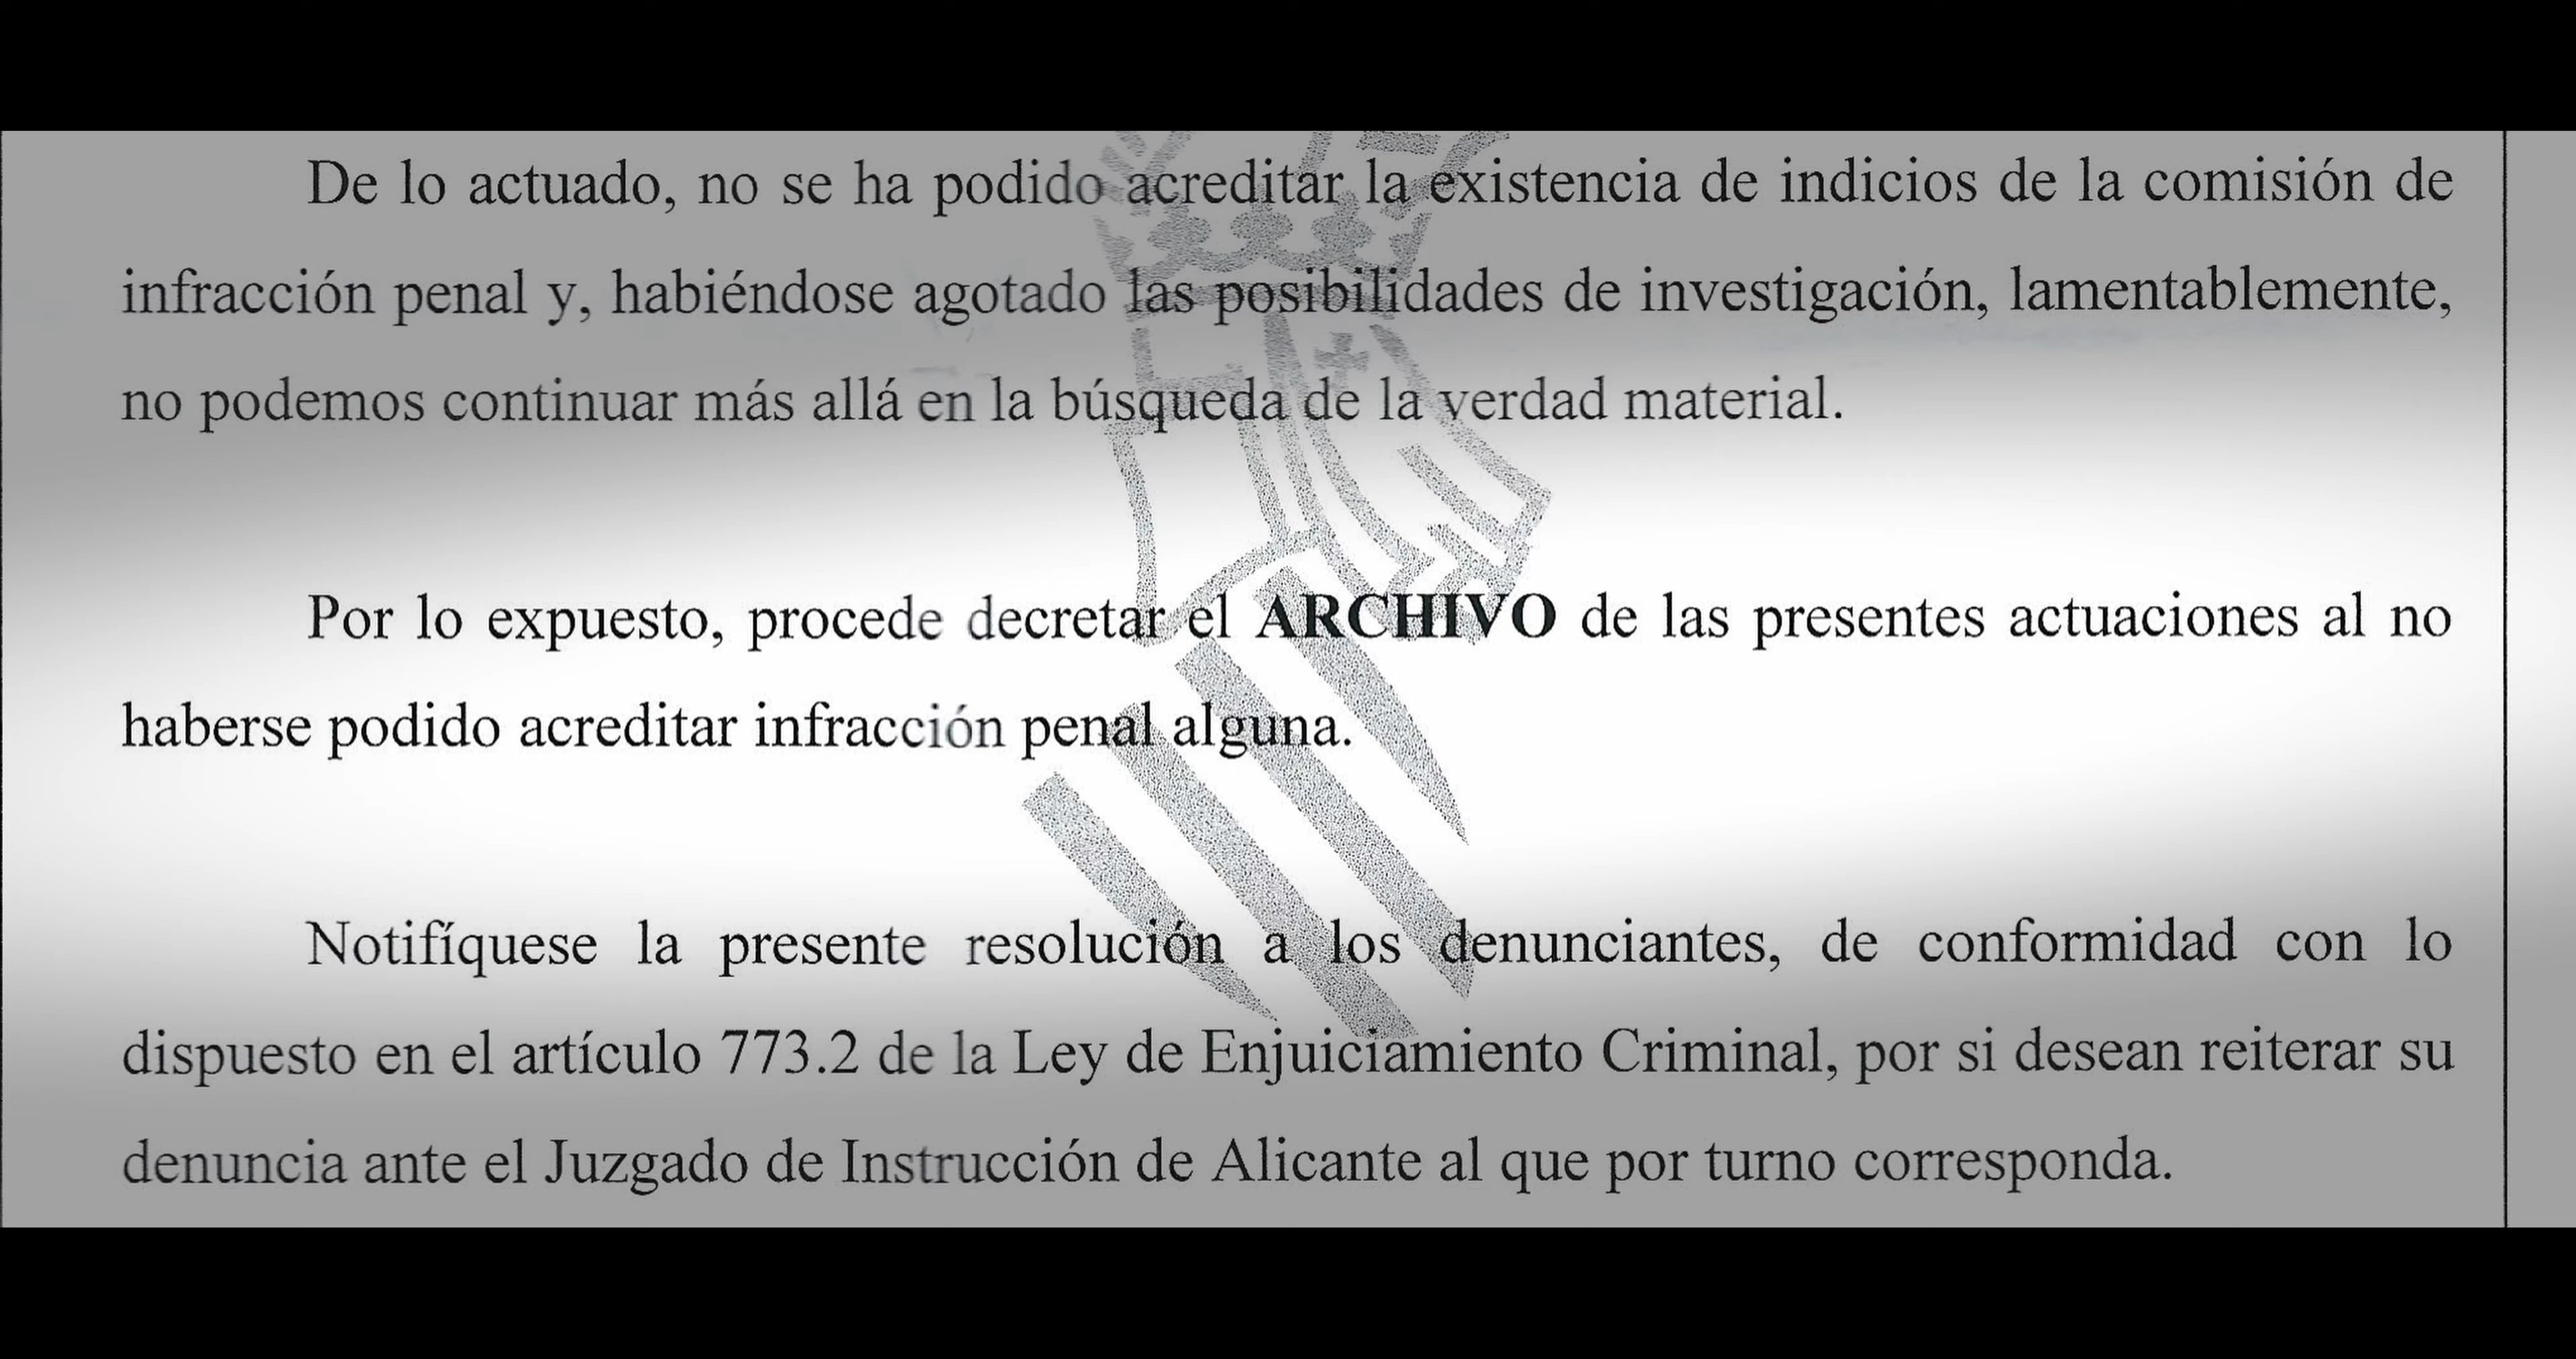 De lo actuado, no se ha podido acreditar la existencia de indicios de la comisión de
infracción penal y, habiéndose agotado las posibilidades de investigación, lamentablemente,
no podemos continuar más allá en la búsqueda de la verdad material.
Por lo expuesto, procede decretar el ARCHIVO de las presentes actuaciones al no
haberse podido acreditar infracción penal alguna.
Notifíquese la presente resolución a los denunciantes, de conformidad con lo
dispuesto en el artículo 773.2 de la Ley de Enjuiciamiento Criminal, por si desean reiterar su
denuncia ante el Juzgado de Instrucción de Alicante al que por turno corresponda.